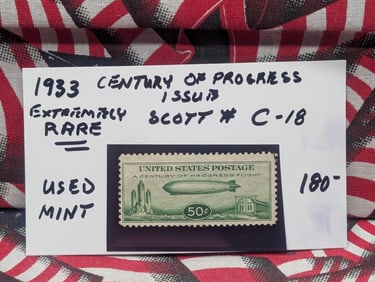 1933 CENTURY OF PROGRESS
ISSUE
EXTREMELY SCOTT # C-18
RARE
UNITED STATES POSTAGE
A CENTURY OF PROGRESS FLIGHT
USED 180-
MINT
50¢